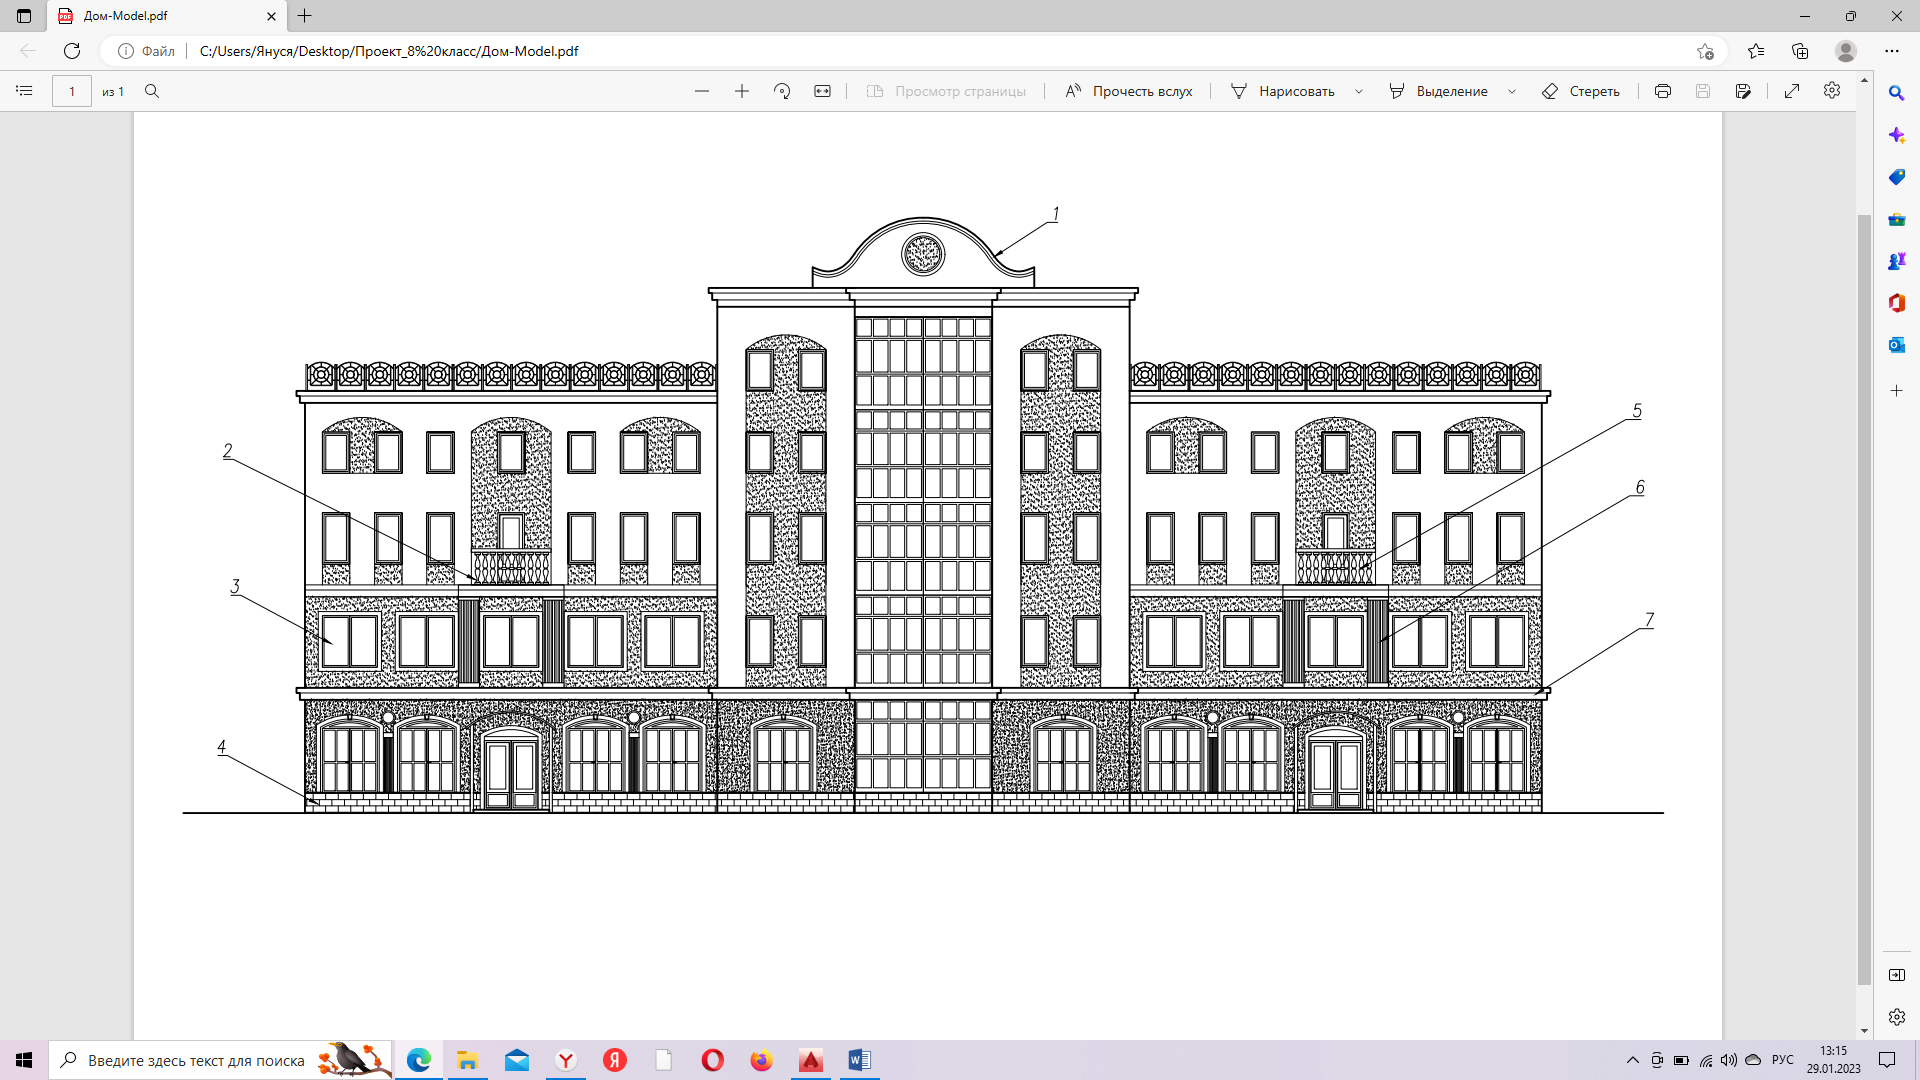 Дом-Model.pdf
Файл C:/Users/Януся/Desktop/Проект_8%20класс/Дом-Model.pdf
1 из 1 Просмотр страницы Прочесть вслух Нарисовать Выделение Стереть
1
5
2
6
3
7
4
Введите здесь текст для поиска
РУС
13:15
29.01.2023